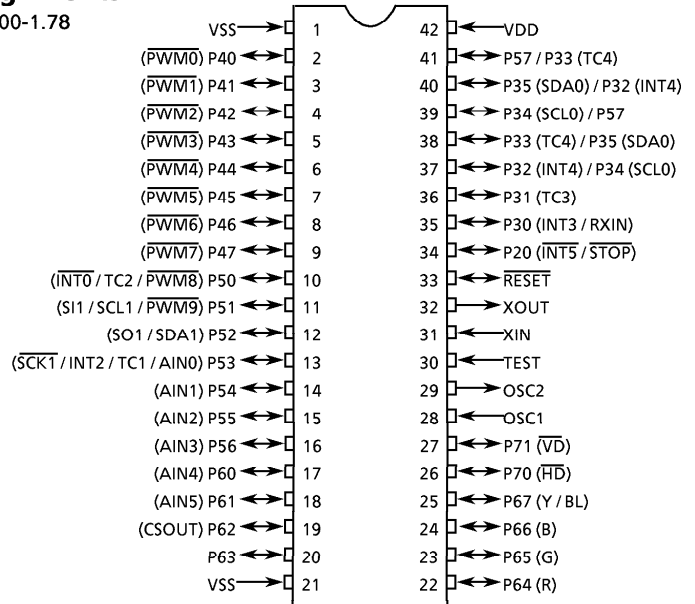 00-1.78
VSS 1 42 VDD
(PWM0) P40 2 41 P57 / P33 (TC4)
(PWM1) P41 3 40 P35 (SDA0) / P32 (INT4)
(PWM2) P42 4 39 P34 (SCL0) / P57
(PWM3) P43 5 38 P33 (TC4) / P35 (SDA0)
(PWM4) P44 6 37 P32 (INT4) / P34 (SCL0)
(PWM5) P45 7 36 P31 (TC3)
(PWM6) P46 8 35 P30 (INT3 / RXIN)
(PWM7) P47 9 34 P20 (INT5 / STOP)
(INT0 / TC2 / PWM8) P50 10 33 RESET
(SI1 / SCL1 / PWM9) P51 11 32 XOUT
(SO1 / SDA1) P52 12 31 XIN
(SCK1 / INT2 / TC1 / AIN0) P53 13 30 TEST
(AIN1) P54 14 29 OSC2
(AIN2) P55 15 28 OSC1
(AIN3) P56 16 27 P71 (VD)
(AIN4) P60 17 26 P70 (HD)
(AIN5) P61 18 25 P67 (Y / BL)
(CSOUT) P62 19 24 P66 (B)
P63 20 23 P65 (G)
VSS 21 22 P64 (R)